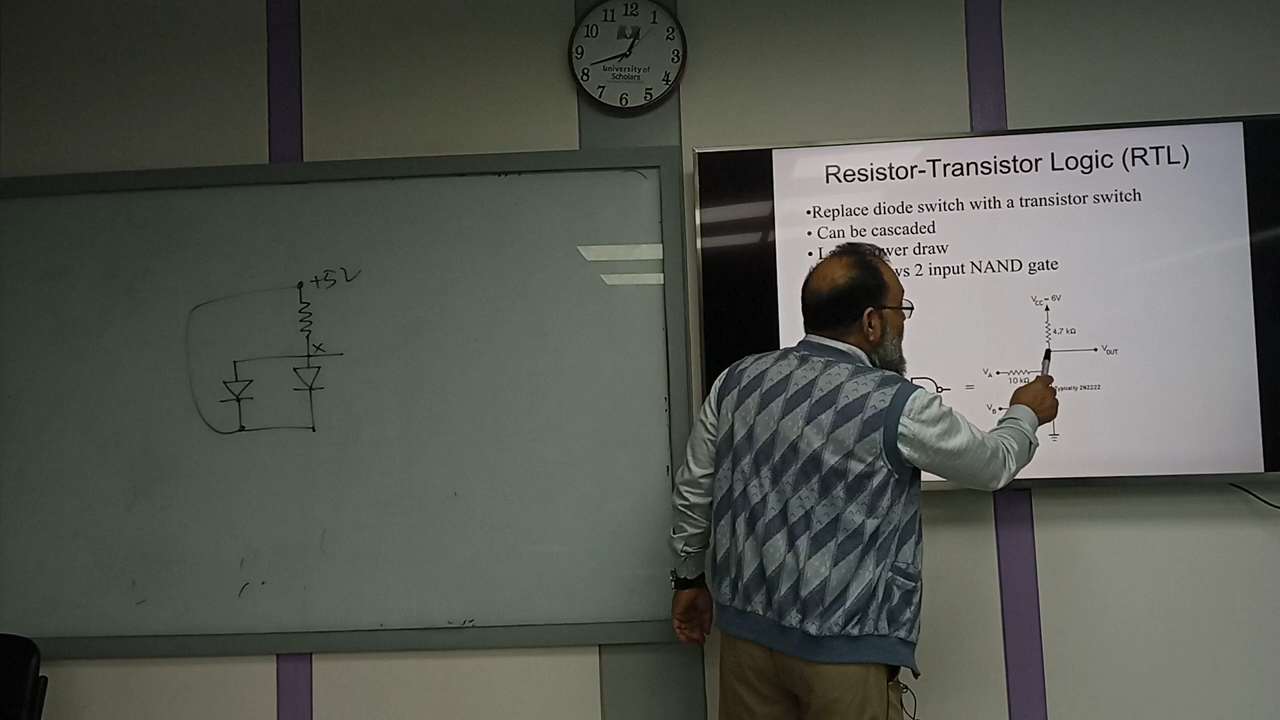 12
11
1
10
2
9
3
8
4
7
6
5
University of
Scholars
+5V
x
Resistor-Transistor Logic (RTL)
•Replace diode switch with a transistor switch
• Can be cascaded
• draw
2 input NAND gate
VCC = 6V
4.7 kΩ
VOUT
VA
10 kΩ
=
typically 2N2222
VB